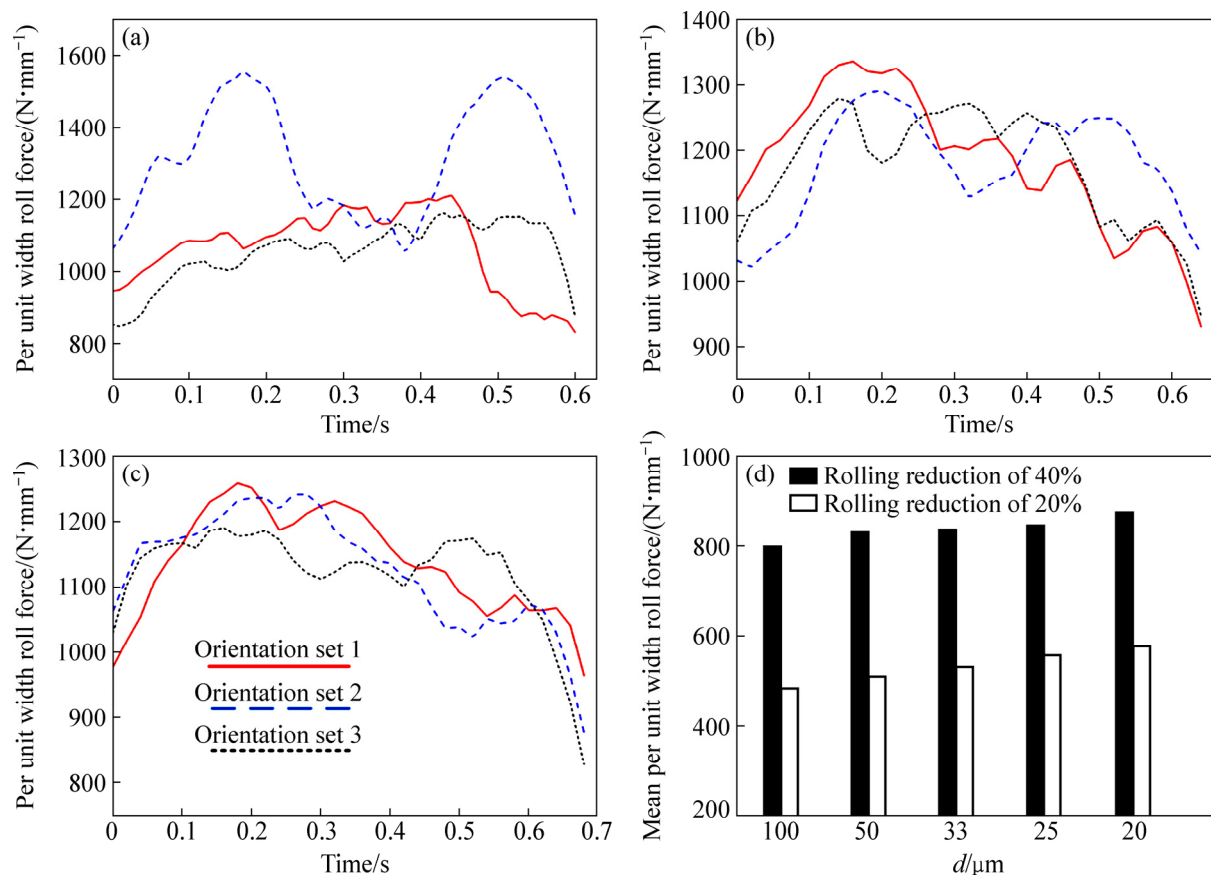 (a)
Per unit width roll force/(N·mm⁻¹)
1600
1400
1200
1000
800
0 0.1 0.2 0.3 0.4 0.5 0.6
Time/s
(b)
Per unit width roll force/(N·mm⁻¹)
1400
1300
1200
1100
1000
900
0 0.1 0.2 0.3 0.4 0.5 0.6
Time/s
(c)
Per unit width roll force/(N·mm⁻¹)
1300
1200
1100
1000
900
800
Orientation set 1
Orientation set 2
Orientation set 3
0 0.1 0.2 0.3 0.4 0.5 0.6 0.7
Time/s
(d)
Rolling reduction of 40%
Rolling reduction of 20%
Mean per unit width roll force/(N·mm⁻¹)
1000
800
600
400
200
100 50 33 25 20
d/μm